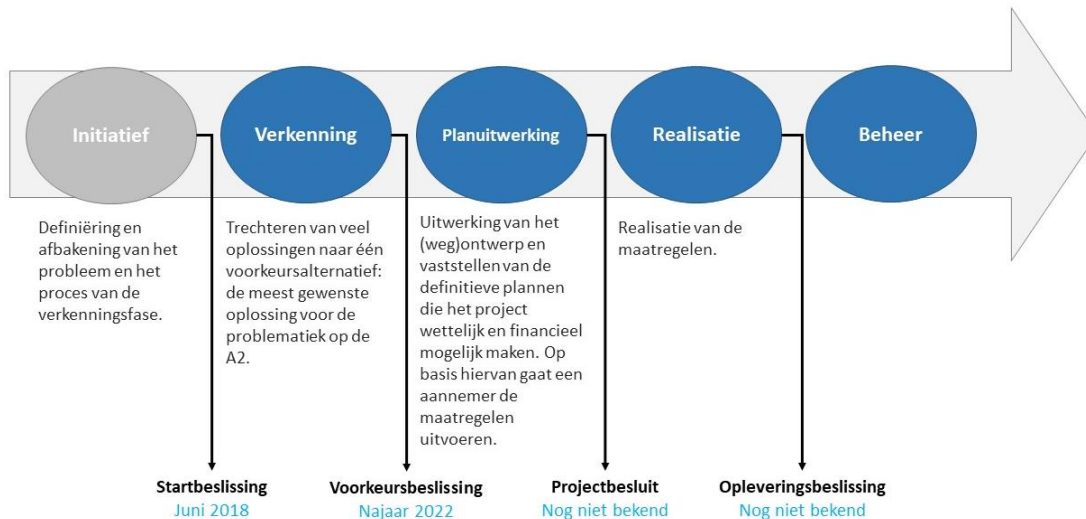 Initiatief
Verkenning
Planuitwerking
Realisatie
Beheer
Definiëring en
afbakening van het
probleem en het
proces van de
verkenningsfase.
Trechteren van veel
oplossingen naar één
voorkeursalternatief:
de meest gewenste
oplossing voor de
problematiek op de
A2.
Uitwerking van het
(weg)ontwerp en
vaststellen van de
definitieve plannen
die het project
wettelijk en financieel
mogelijk maken. Op
basis hiervan gaat een
aannemer de
maatregelen
uitvoeren.
Realisatie van de
maatregelen.
Startbeslissing
Juni 2018
Voorkeursbeslissing
Najaar 2022
Projectbesluit
Nog niet bekend
Opleveringsbeslissing
Nog niet bekend